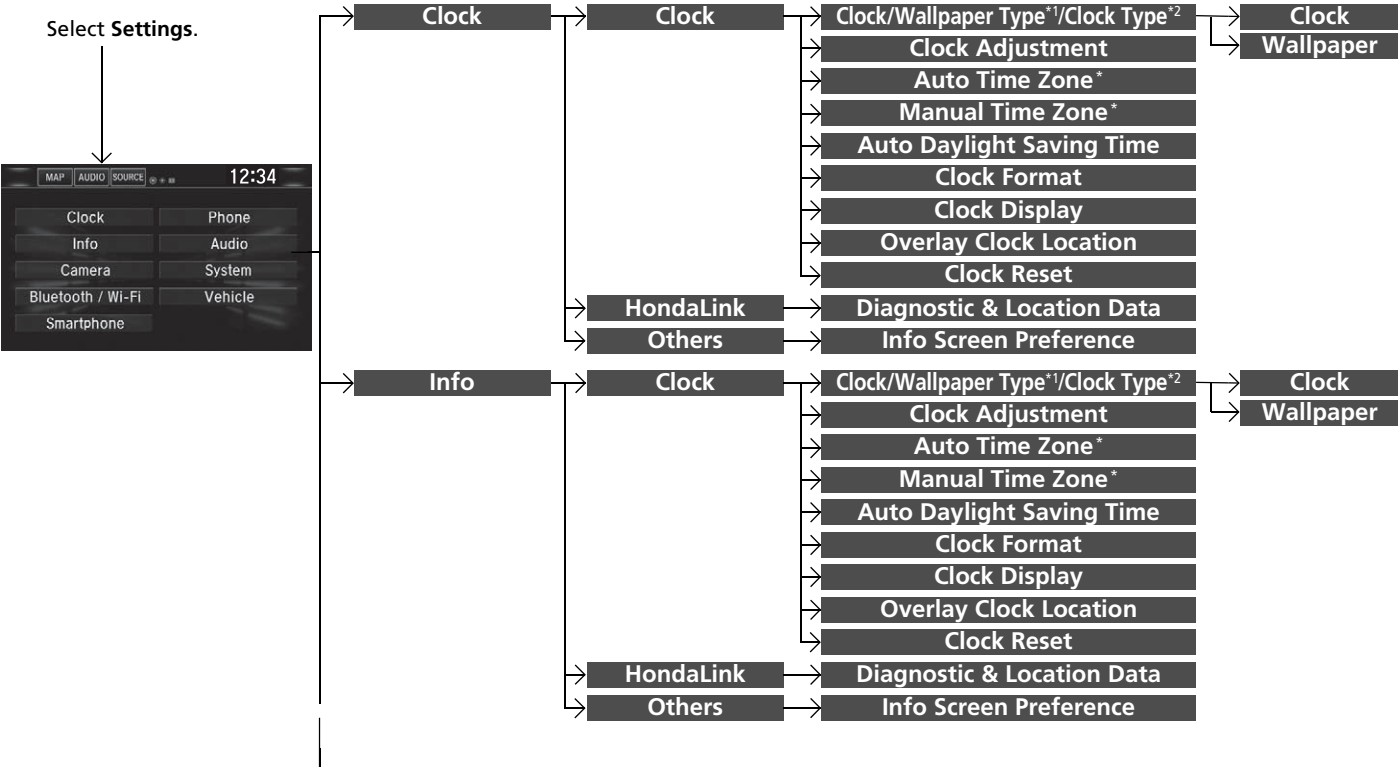 Select Settings.
MAP AUDIO SOURCE 12:34
Clock Phone
Info Audio
Camera System
Bluetooth / Wi-Fi Vehicle
Smartphone
Clock
Clock
Clock/Wallpaper Type*1/Clock Type*2
Clock
Wallpaper
Clock Adjustment
Auto Time Zone*
Manual Time Zone*
Auto Daylight Saving Time
Clock Format
Clock Display
Overlay Clock Location
Clock Reset
HondaLink
Diagnostic & Location Data
Others
Info Screen Preference
Info
Clock
Clock/Wallpaper Type*1/Clock Type*2
Clock
Wallpaper
Clock Adjustment
Auto Time Zone*
Manual Time Zone*
Auto Daylight Saving Time
Clock Format
Clock Display
Overlay Clock Location
Clock Reset
HondaLink
Diagnostic & Location Data
Others
Info Screen Preference